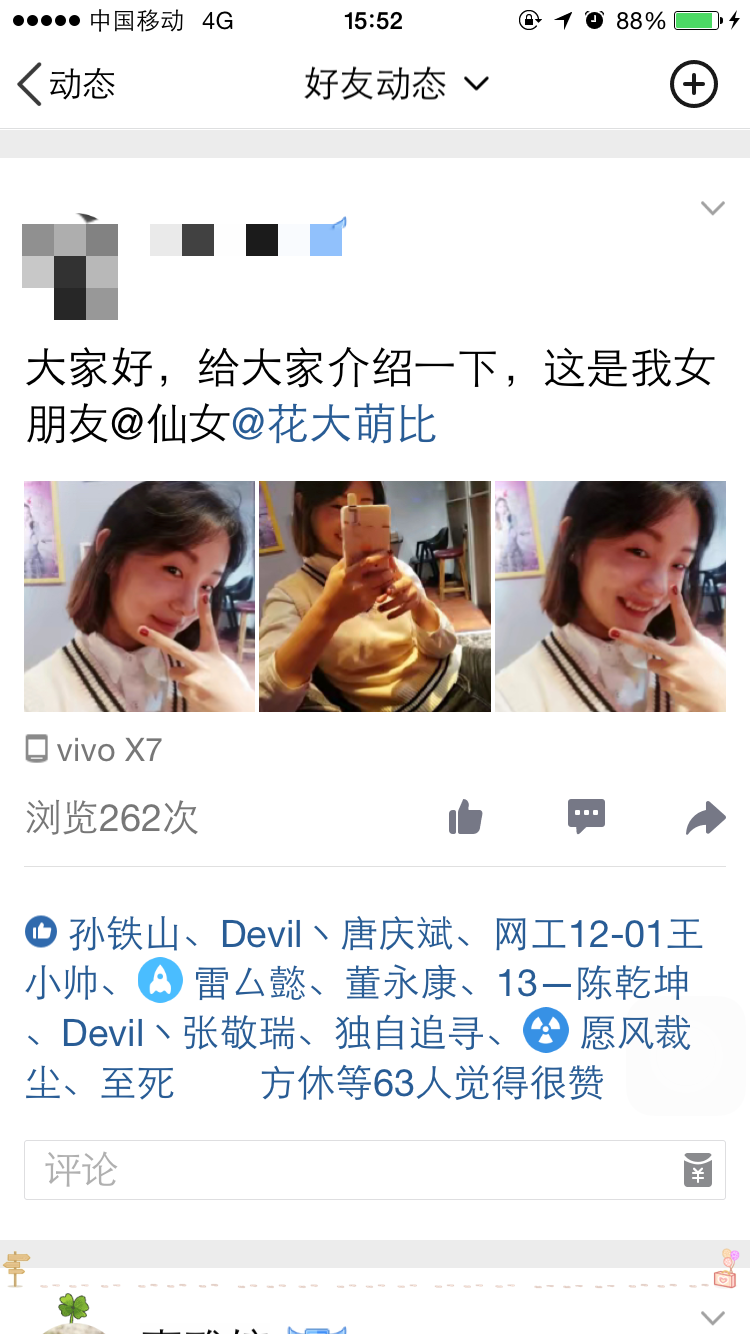 中国移动 4G 15:52 88%
动态 好友动态
大家好，给大家介绍一下，这是我女
朋友@仙女@花大萌比
vivo X7
浏览262次
孙铁山、Devil丶唐庆斌、网工12-01王
小帅、雷厶懿、董永康、13—陈乾坤
、Devil丶张敬瑞、独自追寻、愿风裁
尘、至死 方休等63人觉得很赞
评论